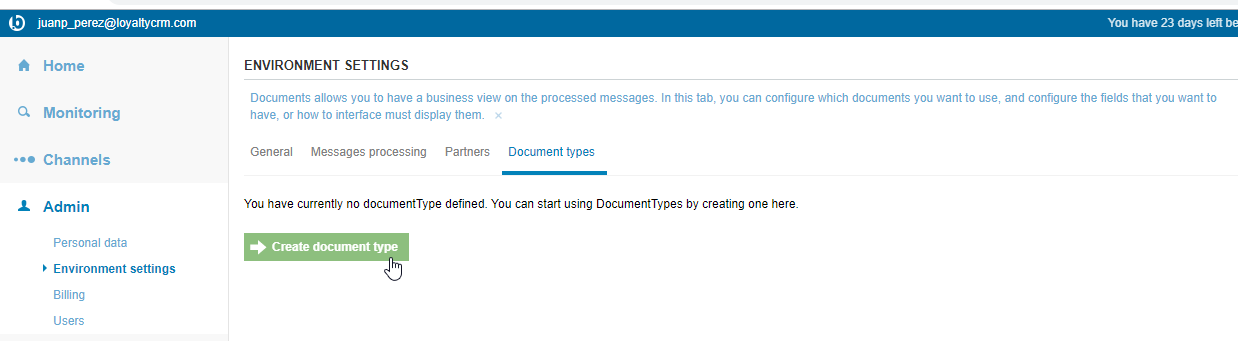 juanp_perez@loyaltycrm.com
You have 23 days left be
Home
Monitoring
Channels
Admin
Personal data
Environment settings
Billing
Users
ENVIRONMENT SETTINGS
Documents allows you to have a business view on the processed messages. In this tab, you can configure which documents you want to use, and configure the fields that you want to
have, or how to interface must display them. ×
General Messages processing Partners Document types
You have currently no documentType defined. You can start using DocumentTypes by creating one here.
Create document type